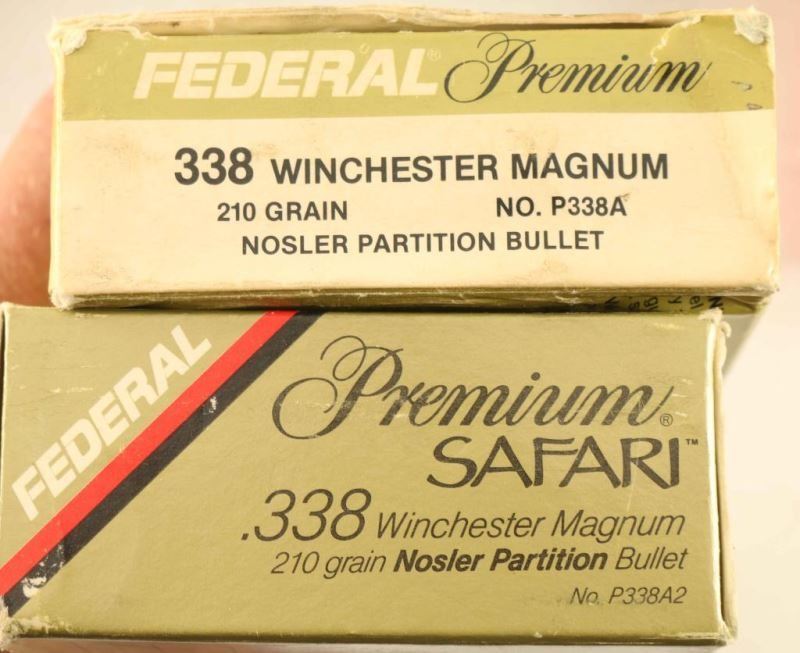 FEDERAL® Premium
338 WINCHESTER MAGNUM
210 GRAIN NO. P338A
NOSLER PARTITION BULLET
FEDERAL
Premium®
SAFARI™
.338 Winchester Magnum
210 grain Nosler Partition Bullet
No. P338A2